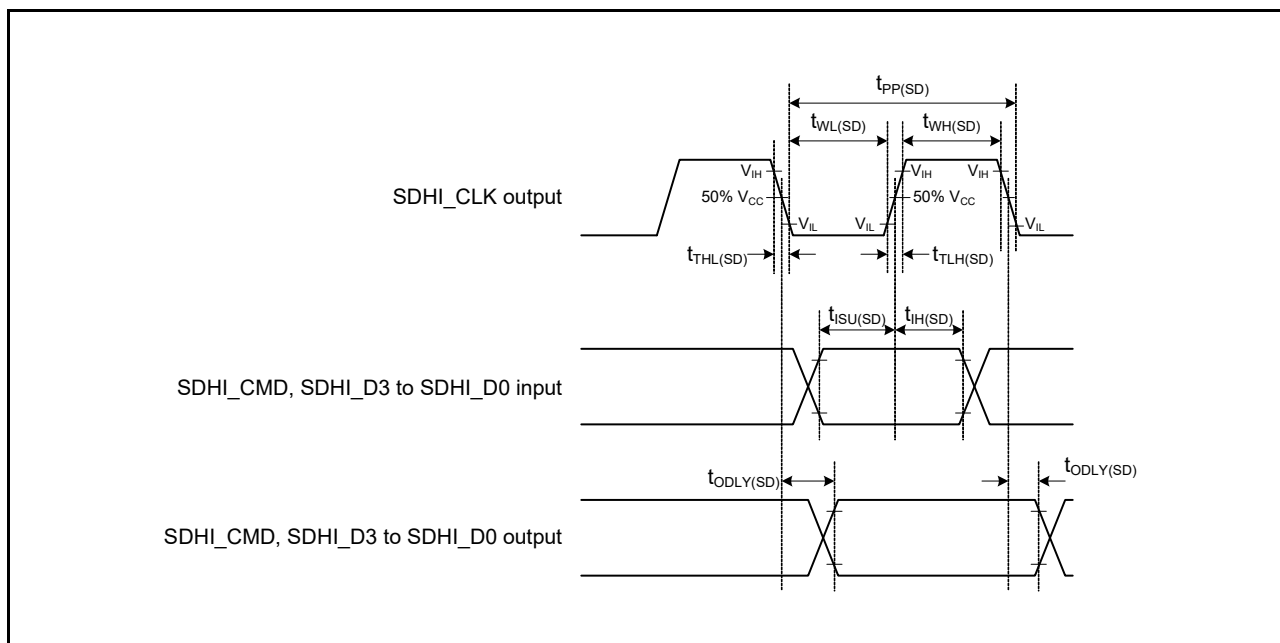 tPP(SD)
tWL(SD) tWH(SD)
VIH VIH VIH
SDHI_CLK output 50% VCC 50% VCC
VIL VIL VIL
tTHL(SD) tTLH(SD)
tISU(SD) tIH(SD)
SDHI_CMD, SDHI_D3 to SDHI_D0 input
tODLY(SD) tODLY(SD)
SDHI_CMD, SDHI_D3 to SDHI_D0 output